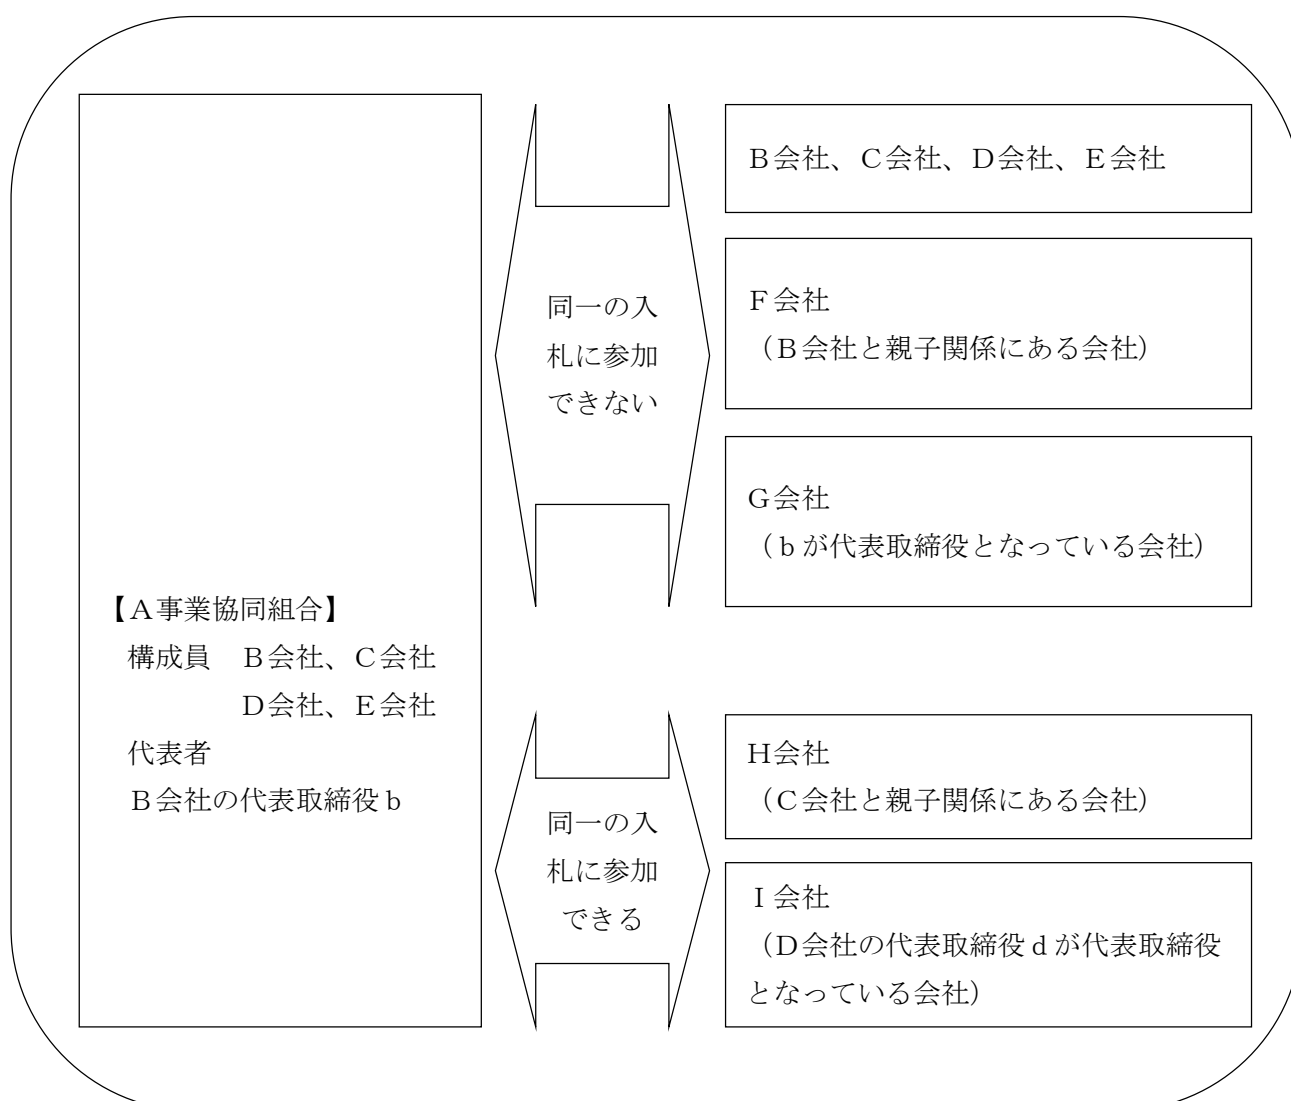 【Ａ事業協同組合】
構成員　Ｂ会社、Ｃ会社
Ｄ会社、Ｅ会社
代表者
Ｂ会社の代表取締役ｂ
同一の入
札に参加
できない
Ｂ会社、Ｃ会社、Ｄ会社、Ｅ会社
Ｆ会社
（Ｂ会社と親子関係にある会社）
Ｇ会社
（ｂが代表取締役となっている会社）
同一の入
札に参加
できる
Ｈ会社
（Ｃ会社と親子関係にある会社）
Ｉ会社
（Ｄ会社の代表取締役ｄが代表取締役
となっている会社）